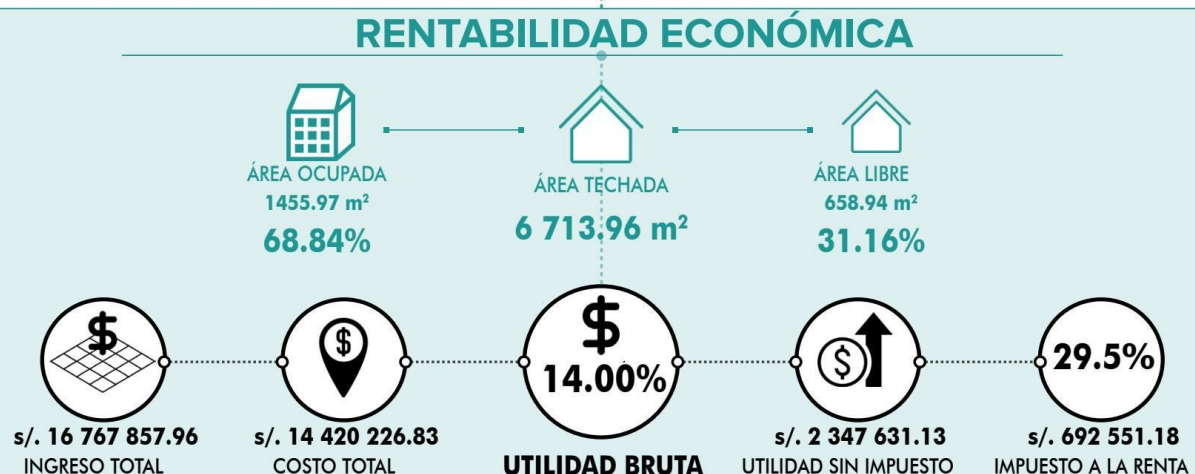 RENTABILIDAD ECONÓMICA
ÁREA OCUPADA
1455.97 m²
68.84%
ÁREA TECHADA
6 713.96 m²
ÁREA LIBRE
658.94 m²
31.16%
$
$
$
14.00%
$
29.5%
s/. 16 767 857.96
INGRESO TOTAL
s/. 14 420 226.83
COSTO TOTAL
UTILIDAD BRUTA
s/. 2 347 631.13
UTILIDAD SIN IMPUESTO
s/. 692 551.18
IMPUESTO A LA RENTA